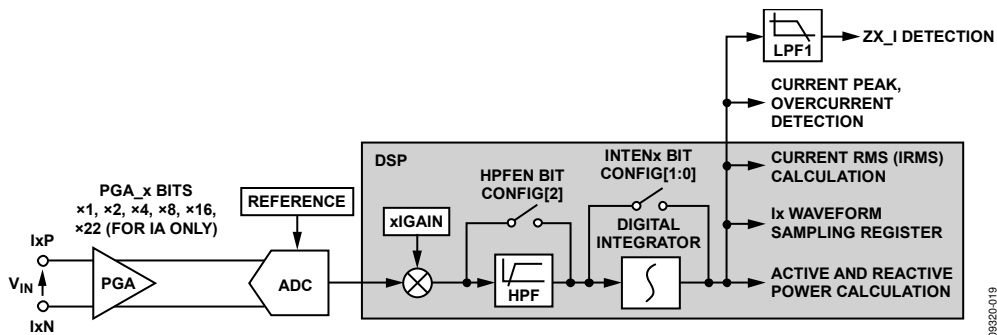 LPF1
ZX_I DETECTION
CURRENT PEAK,
OVERCURRENT
DETECTION
DSP
HPFEN BIT
CONFIG[2]
INTENx BIT
CONFIG[1:0]
CURRENT RMS (IRMS)
CALCULATION
PGA_x BITS
×1, ×2, ×4, ×8, ×16,
×22 (FOR IA ONLY)
REFERENCE
xIGAIN
DIGITAL
INTEGRATOR
Ix WAVEFORM
SAMPLING REGISTER
IxP
VIN
IxN
PGA
ADC
HPF
ACTIVE AND REACTIVE
POWER CALCULATION
09320-019